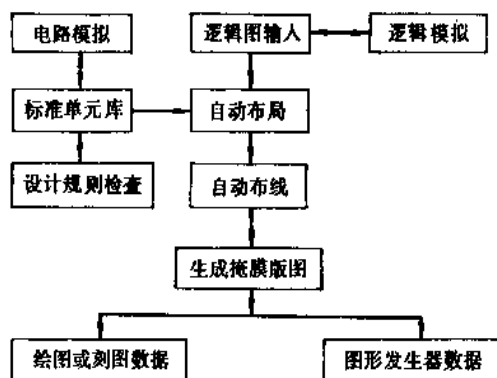 电路模拟
逻辑图输入
逻辑模拟
标准单元库
自动布局
设计规则检查
自动布线
生成掩膜版图
绘图或刻图数据
图形发生器数据